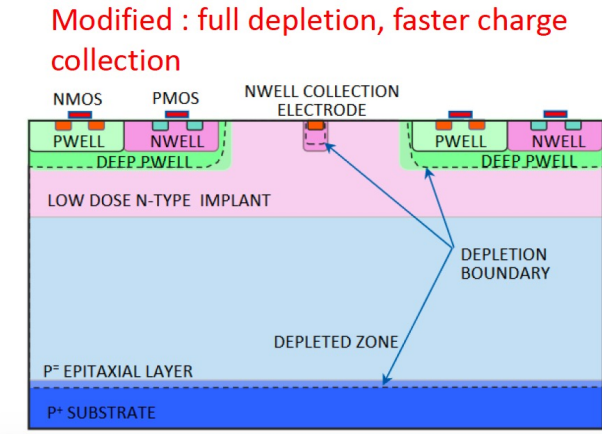 Modified : full depletion, faster charge
collection
NMOS PMOS NWELL COLLECTION
ELECTRODE
PWELL NWELL PWELL NWELL
DEEP PWELL DEEP PWELL
LOW DOSE N-TYPE IMPLANT
DEPLETION
BOUNDARY
DEPLETED ZONE
P= EPITAXIAL LAYER
P+ SUBSTRATE